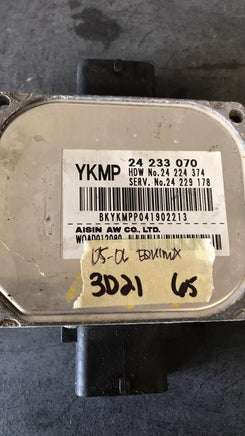 YKMP 24 233 070
HDW No.24 224 374
SERV. No.24 229 178
BKYKMPP041902213
AISIN AW CO.,LTD.
WOAD012080
05-06 EQUINOX
3D21 65